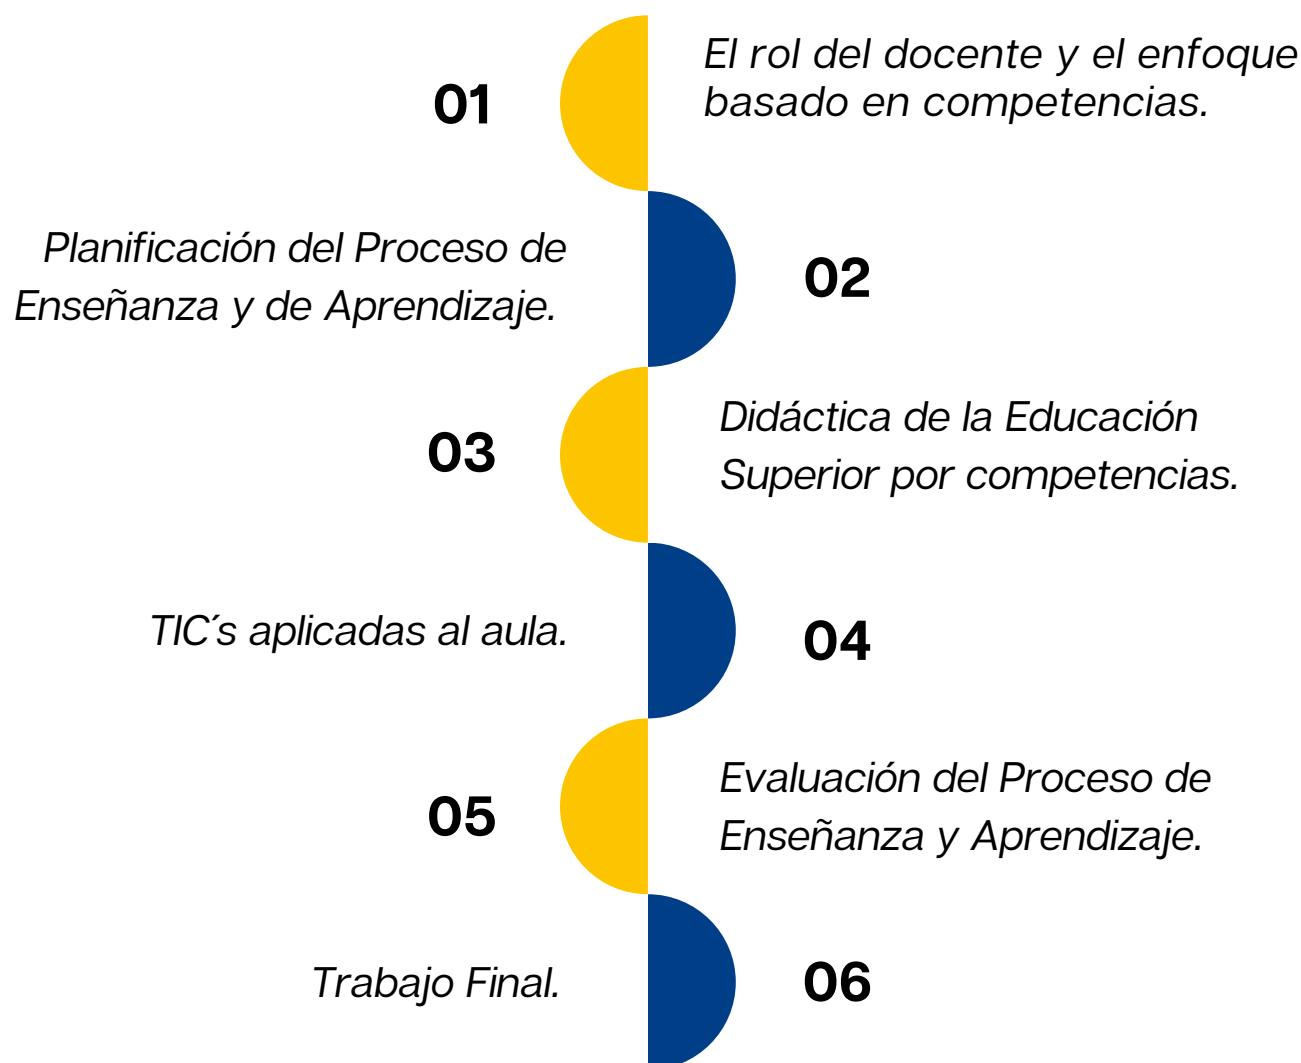 01
El rol del docente y el enfoque
basado en competencias.
Planificación del Proceso de
Enseñanza y de Aprendizaje.
02
03
Didáctica de la Educación
Superior por competencias.
TIC´s aplicadas al aula.
04
05
Evaluación del Proceso de
Enseñanza y Aprendizaje.
Trabajo Final.
06